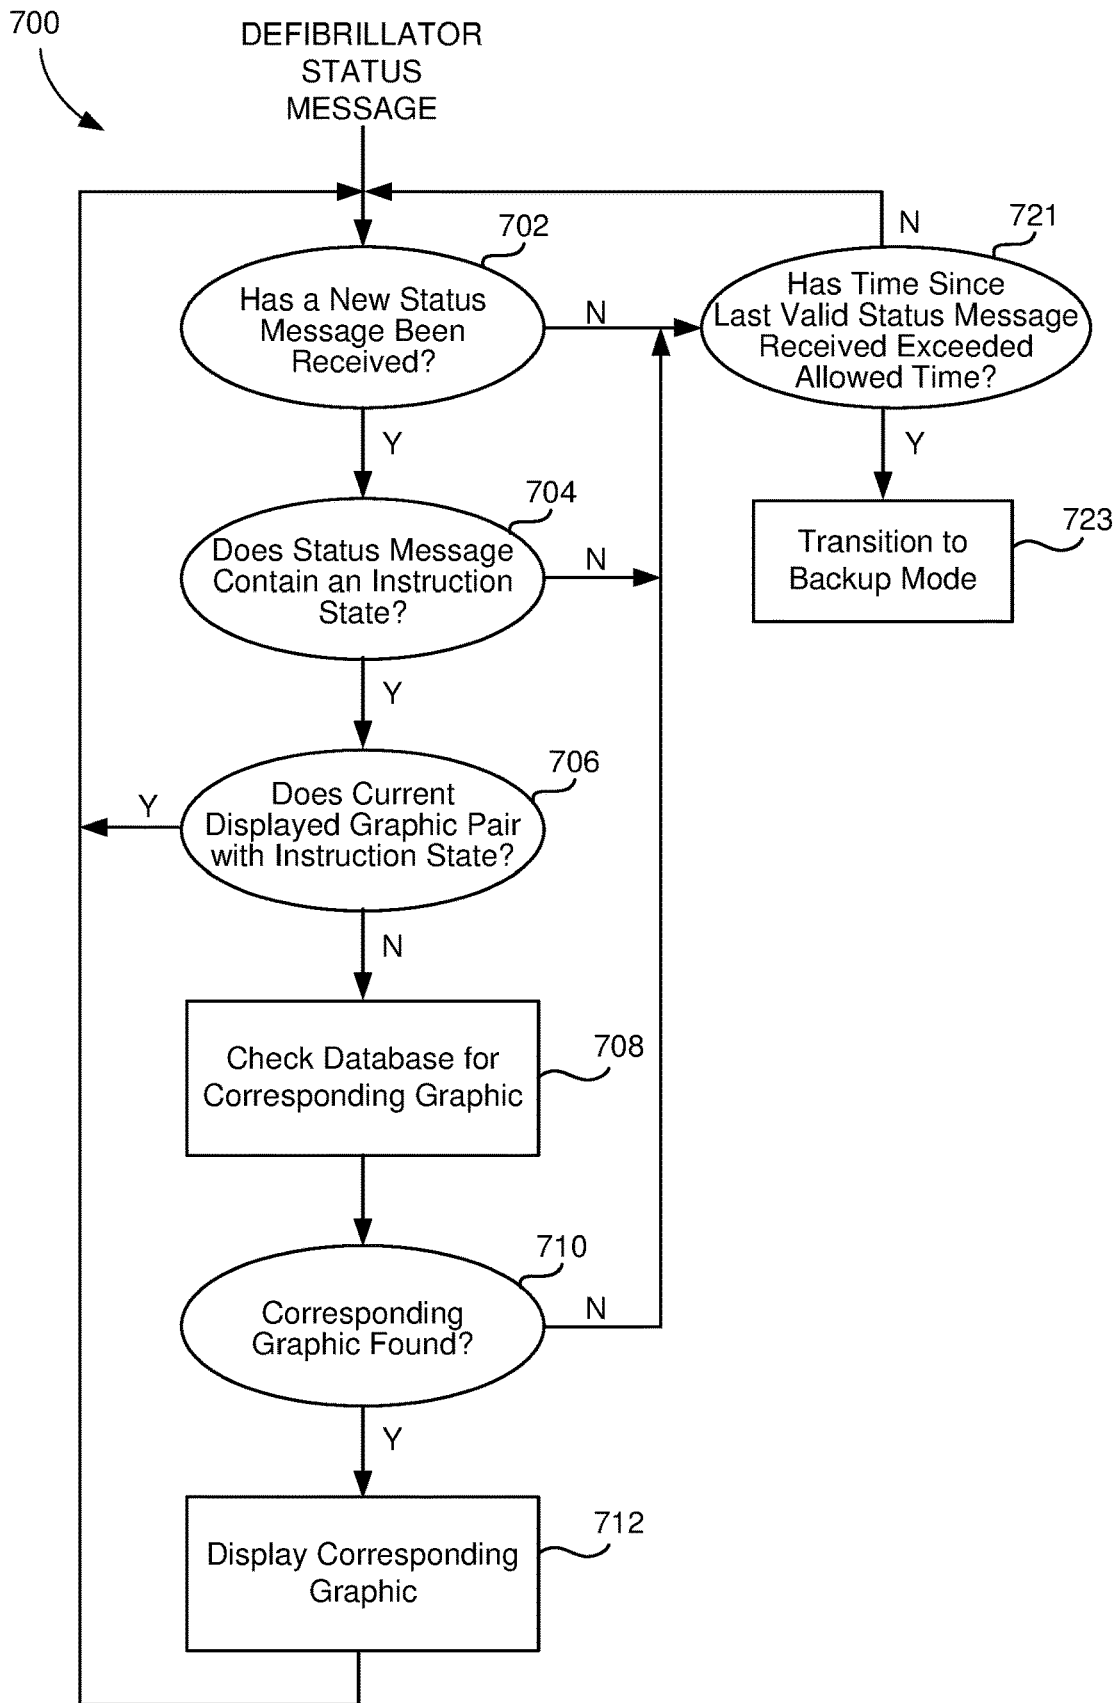 700
DEFIBRILLATOR
STATUS
MESSAGE
702
Has a New Status
Message Been
Received?
N
Y
N
721
Has Time Since
Last Valid Status Message
Received Exceeded
Allowed Time?
Y
723
Transition to
Backup Mode
704
Does Status Message
Contain an Instruction
State?
N
Y
706
Does Current
Displayed Graphic Pair
with Instruction State?
Y
N
708
Check Database for
Corresponding Graphic
710
Corresponding
Graphic Found?
N
Y
712
Display Corresponding
Graphic